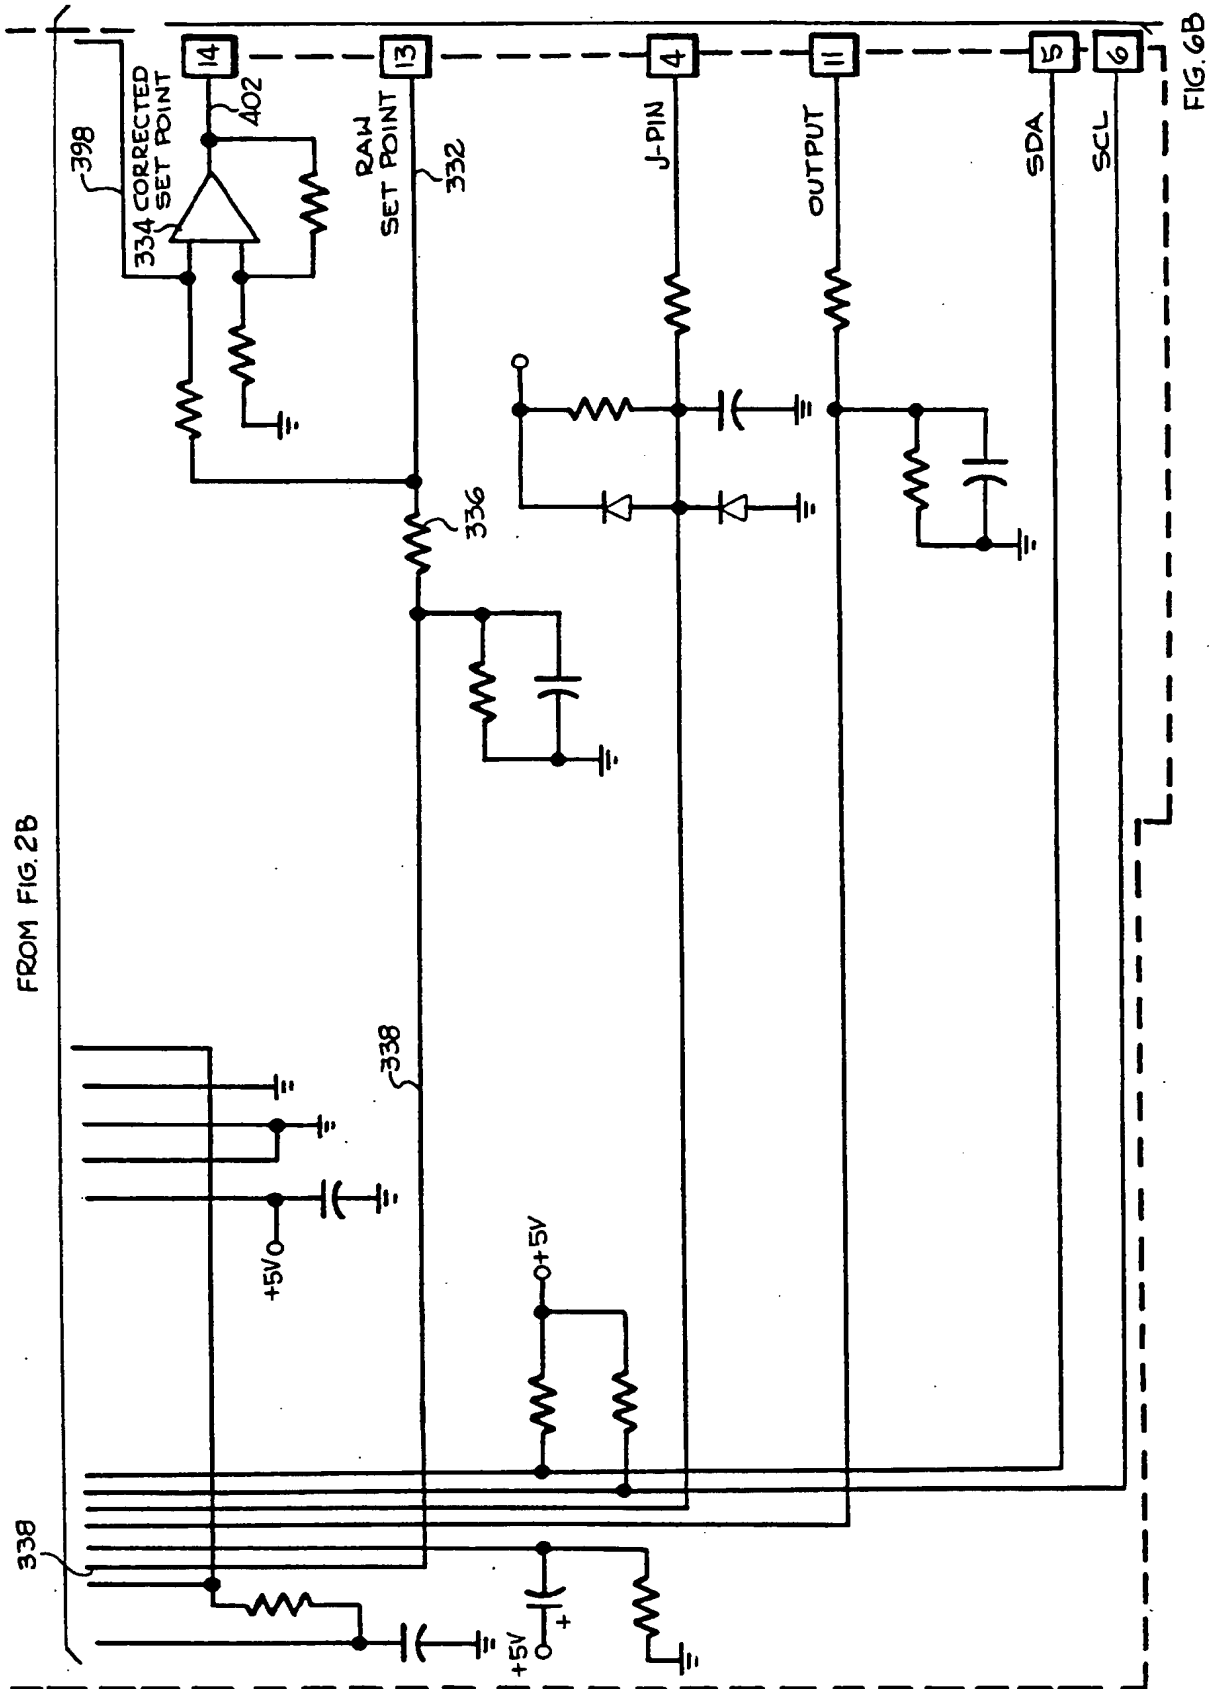 FROM FIG. 2B
398
334
CORRECTED
SET POINT
402
14
RAW
SET POINT
332
13
336
338
338
J-PIN
4
OUTPUT
11
SDA
5
SCL
6
+5V
+5V
+5V
+
FIG. 6B